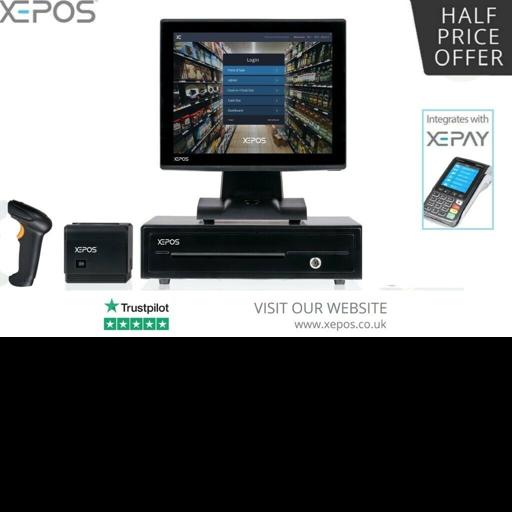 XEPOS
HALF
PRICE
OFFER
Login
XEPOS
XEPOS
Integrates with
XEPAY
XEPOS
XEPOS
Trustpilot
VISIT OUR WEBSITE
www.xepos.co.uk